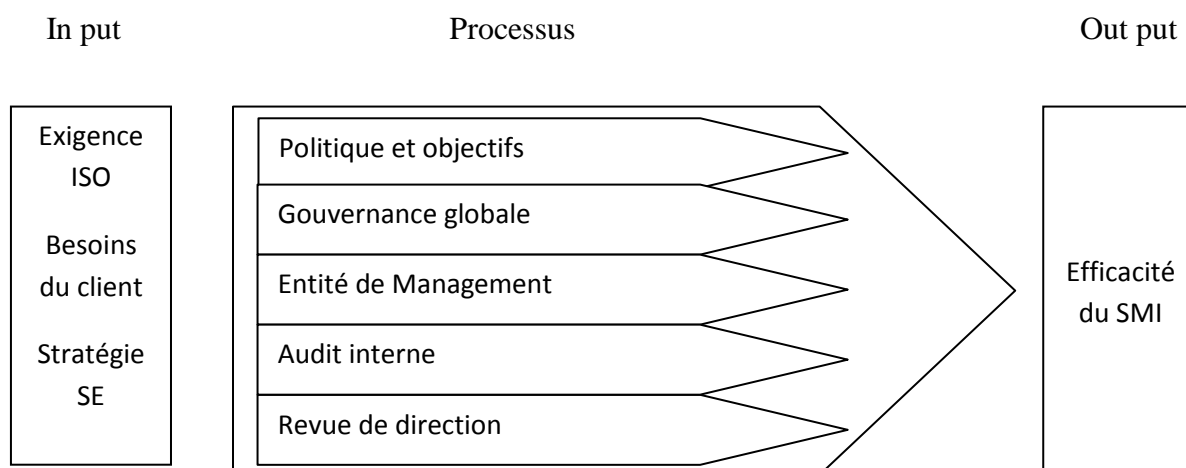 In put
Processus
Out put
Exigence
ISO
Besoins
du client
Stratégie
SE
Politique et objectifs
Gouvernance globale
Entité de Management
Audit interne
Revue de direction
Efficacité
du SMI